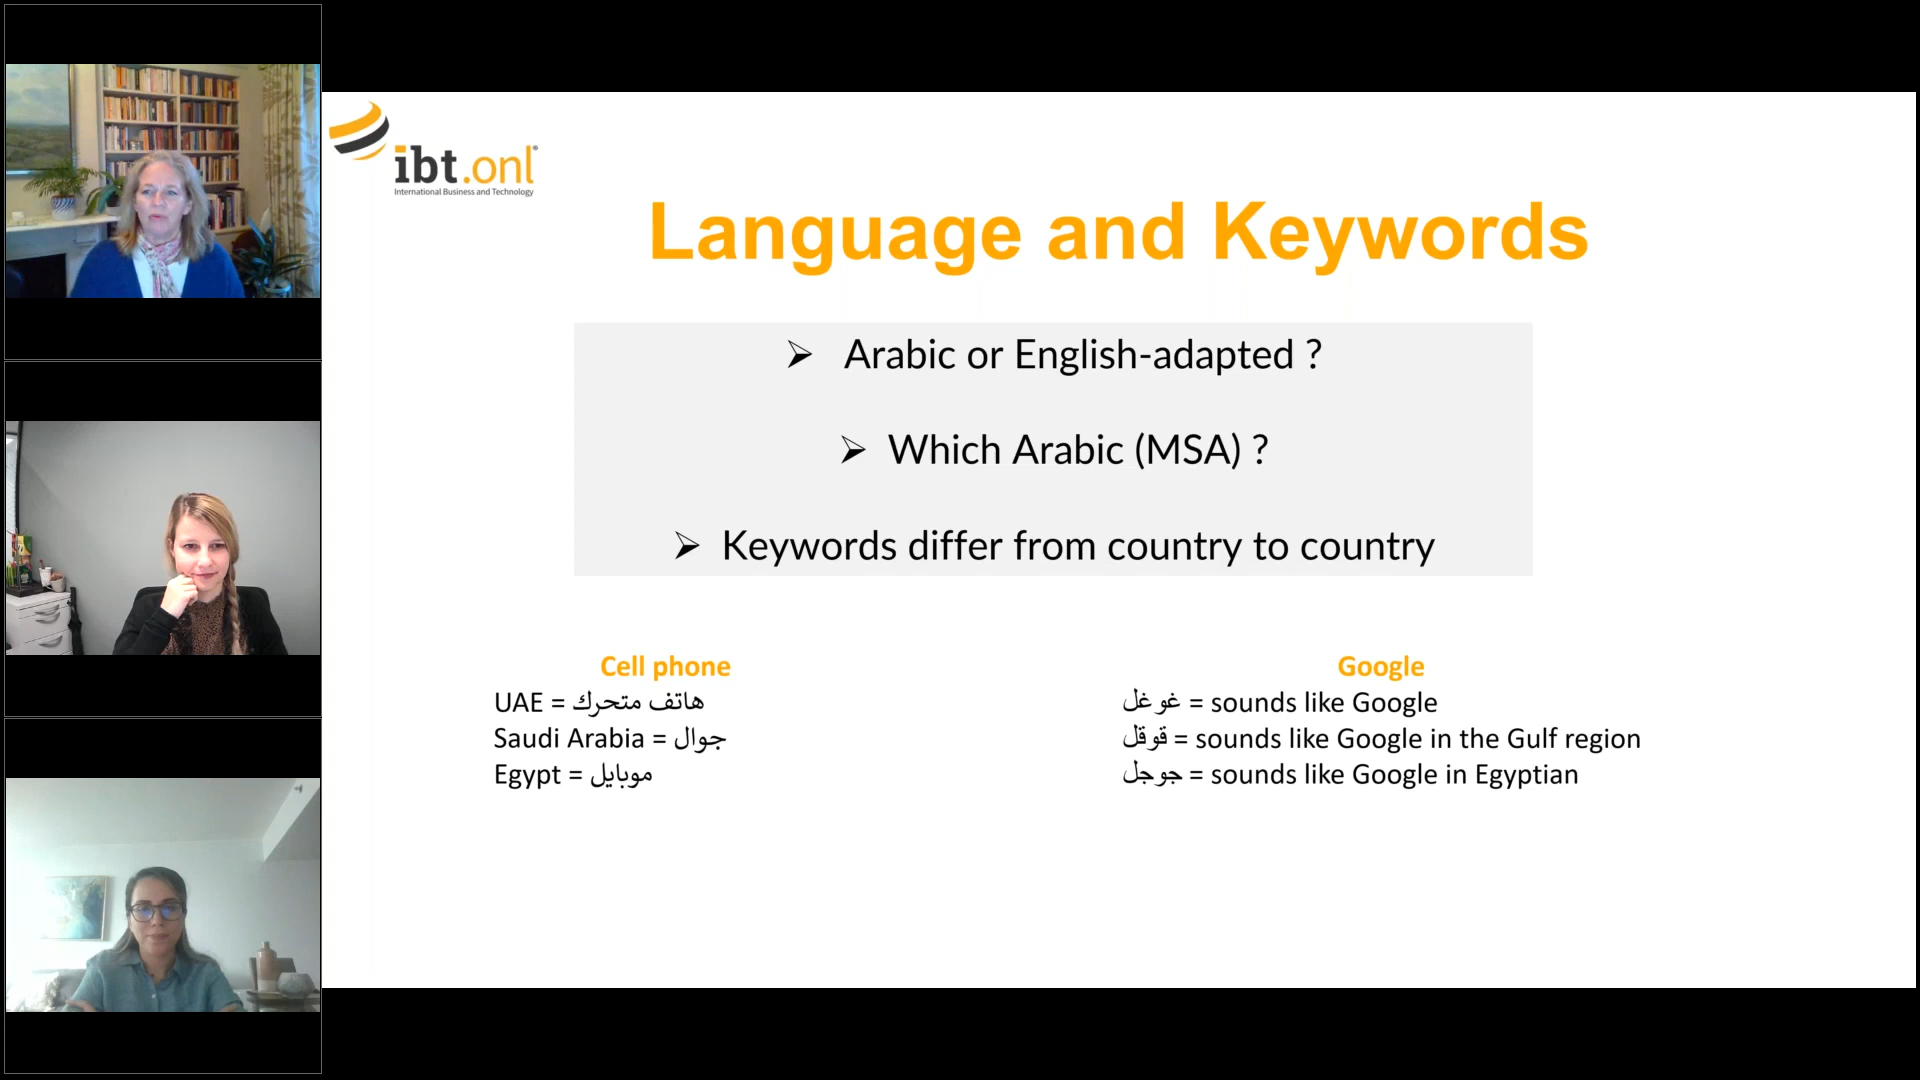 ibt.onl®
International Business and Technology
Language and Keywords
➢ Arabic or English-adapted ?
➢ Which Arabic (MSA) ?
➢ Keywords differ from country to country
Cell phone
UAE = هاتف متحرك
Saudi Arabia = جوال
Egypt = موبايل
Google
غوغل = sounds like Google
قوقل = sounds like Google in the Gulf region
جوجل = sounds like Google in Egyptian